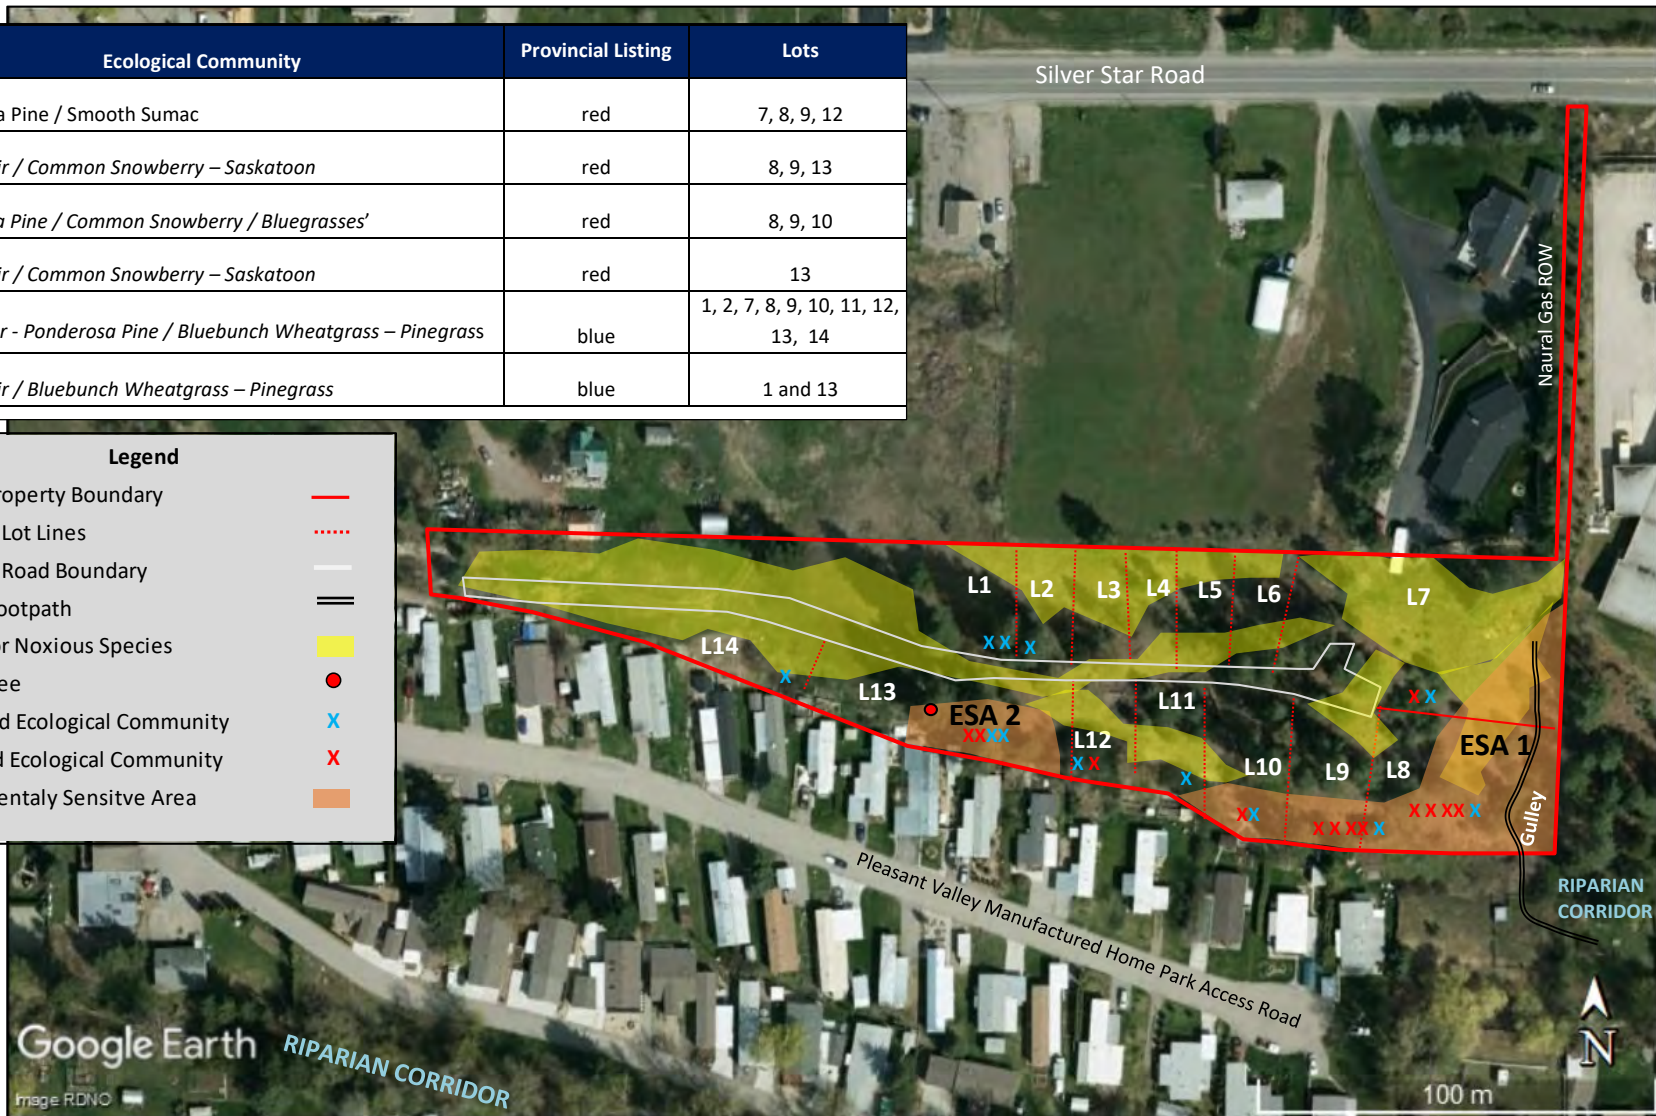 Ecological Community Provincial Listing Lots
a Pine / Smooth Sumac red 7, 8, 9, 12
ir / Common Snowberry – Saskatoon red 8, 9, 13
a Pine / Common Snowberry / Bluegrasses’ red 8, 9, 10
ir / Common Snowberry – Saskatoon red 13
r - Ponderosa Pine / Bluebunch Wheatgrass – Pinegrass blue 1, 2, 7, 8, 9, 10, 11, 12,
13, 14
ir / Bluebunch Wheatgrass – Pinegrass blue 1 and 13
Silver Star Road
Naural Gas ROW
Legend
roperty Boundary
Lot Lines
Road Boundary
ootpath
or Noxious Species
ee
d Ecological Community X
d Ecological Community X
entaly Sensitve Area
L1
L2
L3
L4
L5
L6
L7
X X X
L14
X
L13
L11
X X
ESA 2
XXXX
L12
X X
X
L10
L9
L8
ESA 1
XX
X X XX X
X X XX X
Gulley
Pleasant Valley Manufactured Home Park Access Road
RIPARIAN
CORRIDOR
RIPARIAN CORRIDOR
N
Google Earth
Image RDNO
100 m